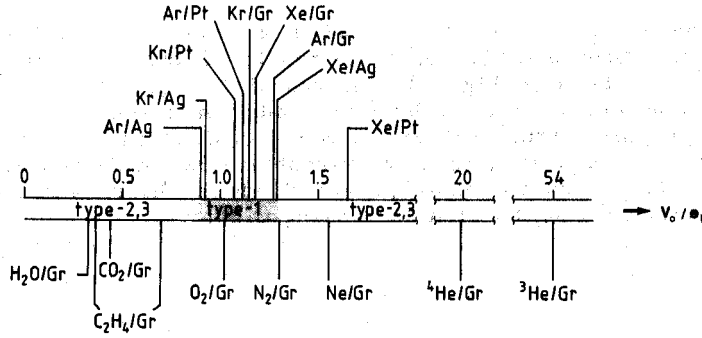 Ar/Pt Kr/Gr Xe/Gr
Kr/Pt Ar/Gr
Xe/Ag
Kr/Ag
Ar/Ag Xe/Pt
0 0.5 1.0 1.5 20 54
type-2,3 type-1 type-2,3
H₂O/Gr CO₂/Gr O₂/Gr N₂/Gr Ne/Gr ⁴He/Gr ³He/Gr
C₂H₄/Gr